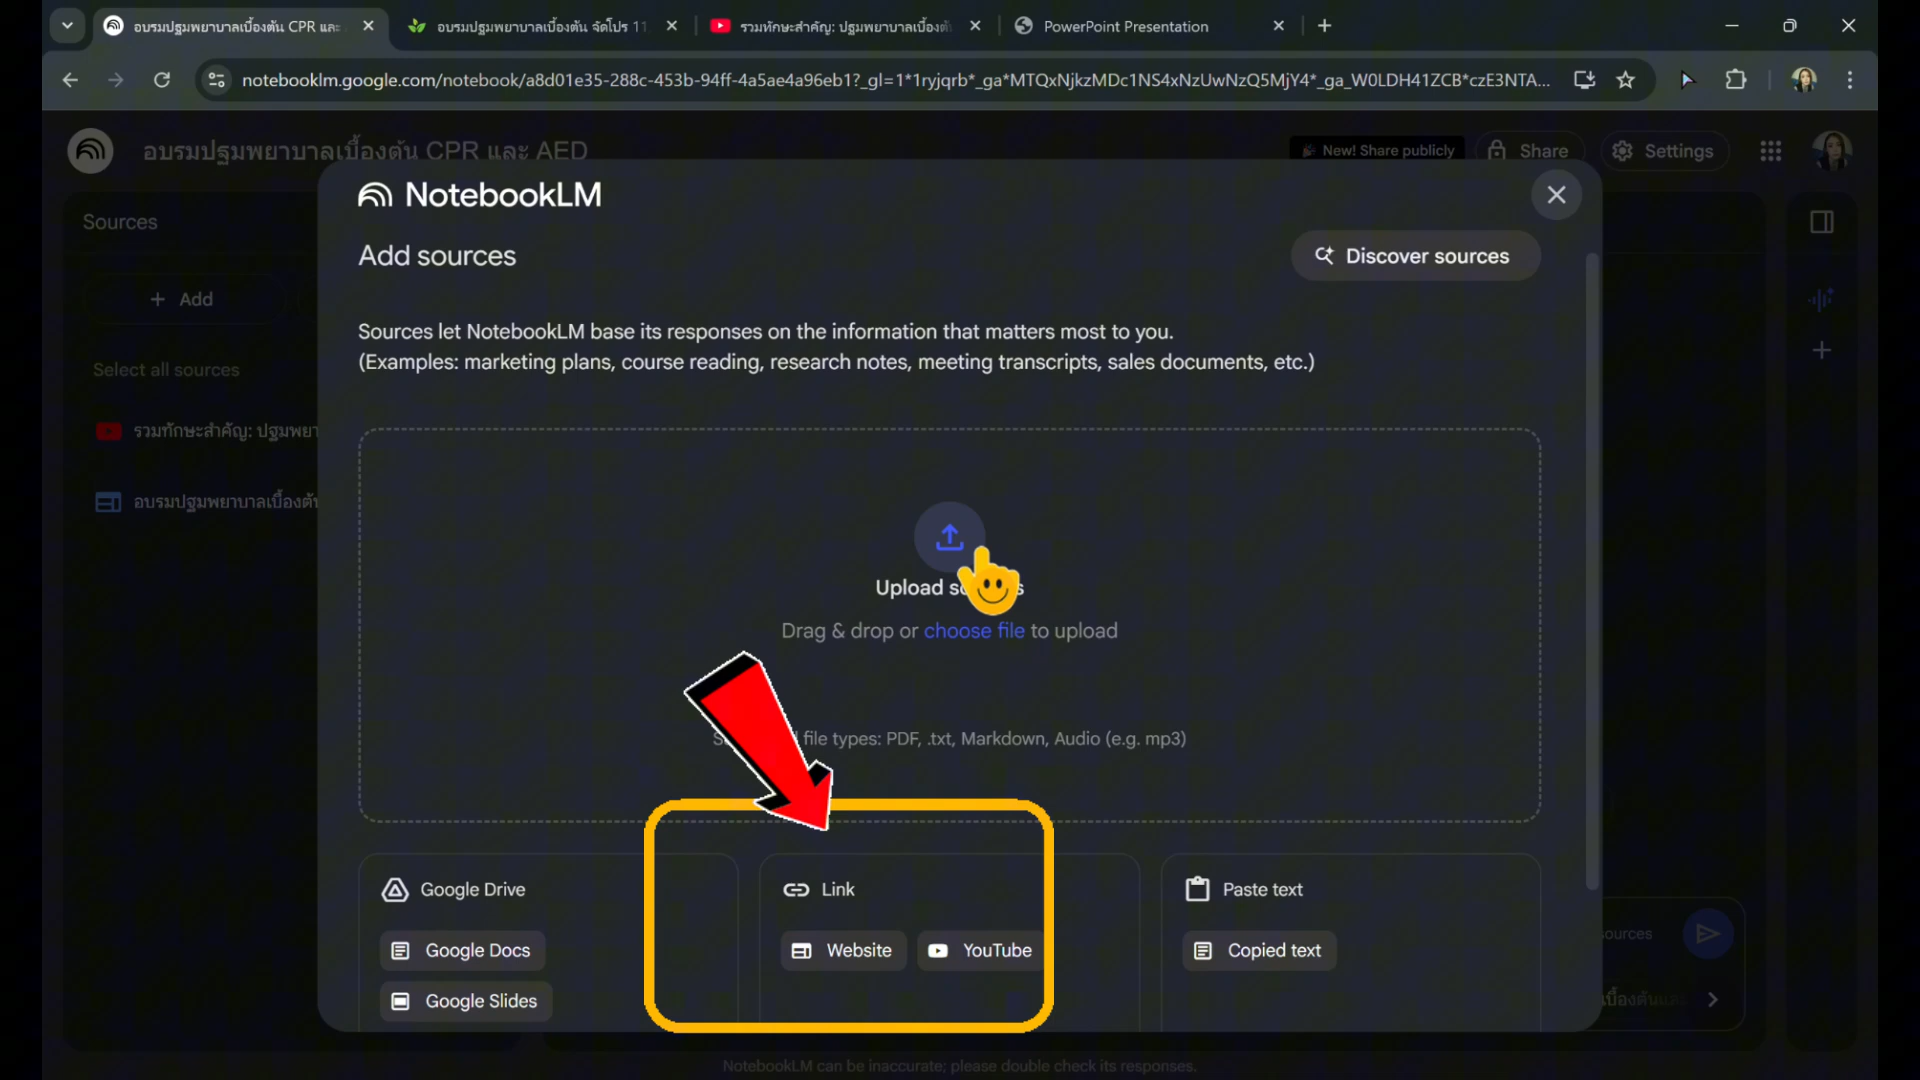 อบรมปฐมพยาบาลเบื้องต้น CPR และ
อบรมปฐมพยาบาลเบื้องต้น จัดโปร 11
รวมทักษะสำคัญ: ปฐมพยาบาลเบื้องต้
PowerPoint Presentation
notebooklm.google.com/notebook/a8d01e35-288c-453b-94ff-4a5ae4a96eb1?_gl=1*1ryjqrb*_ga*MTQxNjkzMDc1NS4xNzUwNzQ5MjY4*_ga_W0LDH41ZCB*czE3NTA...
อบรมปฐมพยาบาลเบื้องต้น CPR และ AED
New! Share publicly
Share
Settings
NotebookLM
Sources
Add sources
Discover sources
+ Add
Sources let NotebookLM base its responses on the information that matters most to you.
(Examples: marketing plans, course reading, research notes, meeting transcripts, sales documents, etc.)
Select all sources
รวมทักษะสำคัญ: ปฐมพยา
อบรมปฐมพยาบาลเบื้องต้น
Upload
Drag & drop or choose file to upload
file types: PDF, .txt, Markdown, Audio (e.g. mp3)
Google Drive
Link
Paste text
Google Docs
Website
YouTube
Copied text
Google Slides
ources
NotebookLM can be inaccurate; please double check its responses.